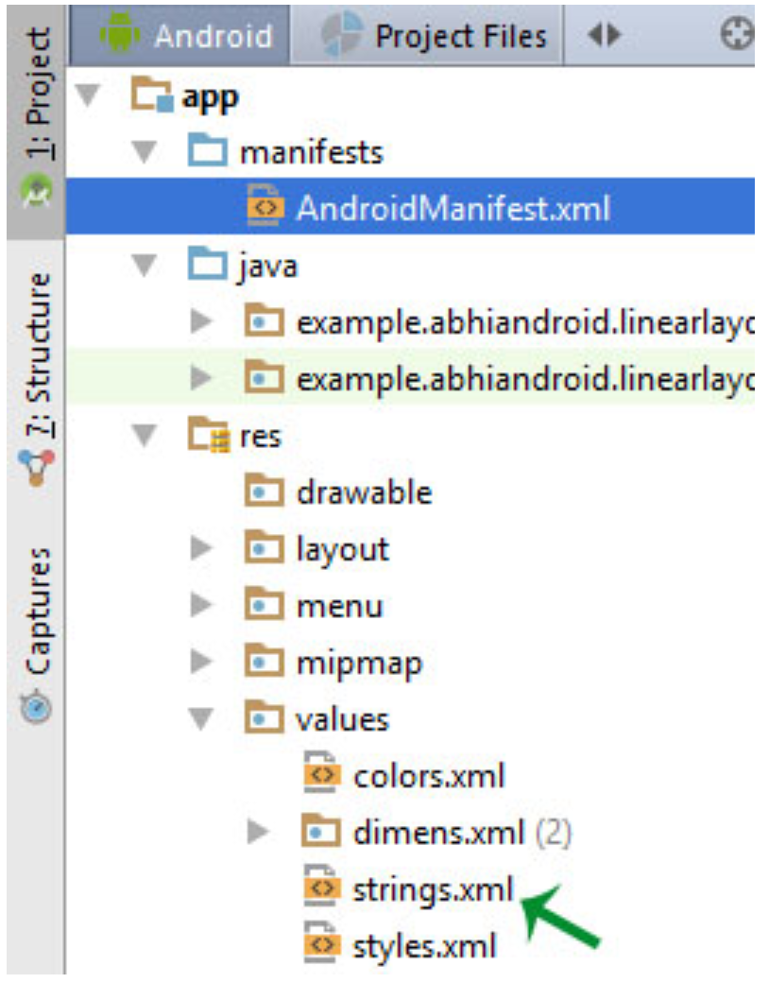 Android Project Files
1: Project
7: Structure
Captures
app
manifests
AndroidManifest.xml
java
example.abhiandroid.linearlayo
example.abhiandroid.linearlayo
res
drawable
layout
menu
mipmap
values
colors.xml
dimens.xml (2)
strings.xml
styles.xml